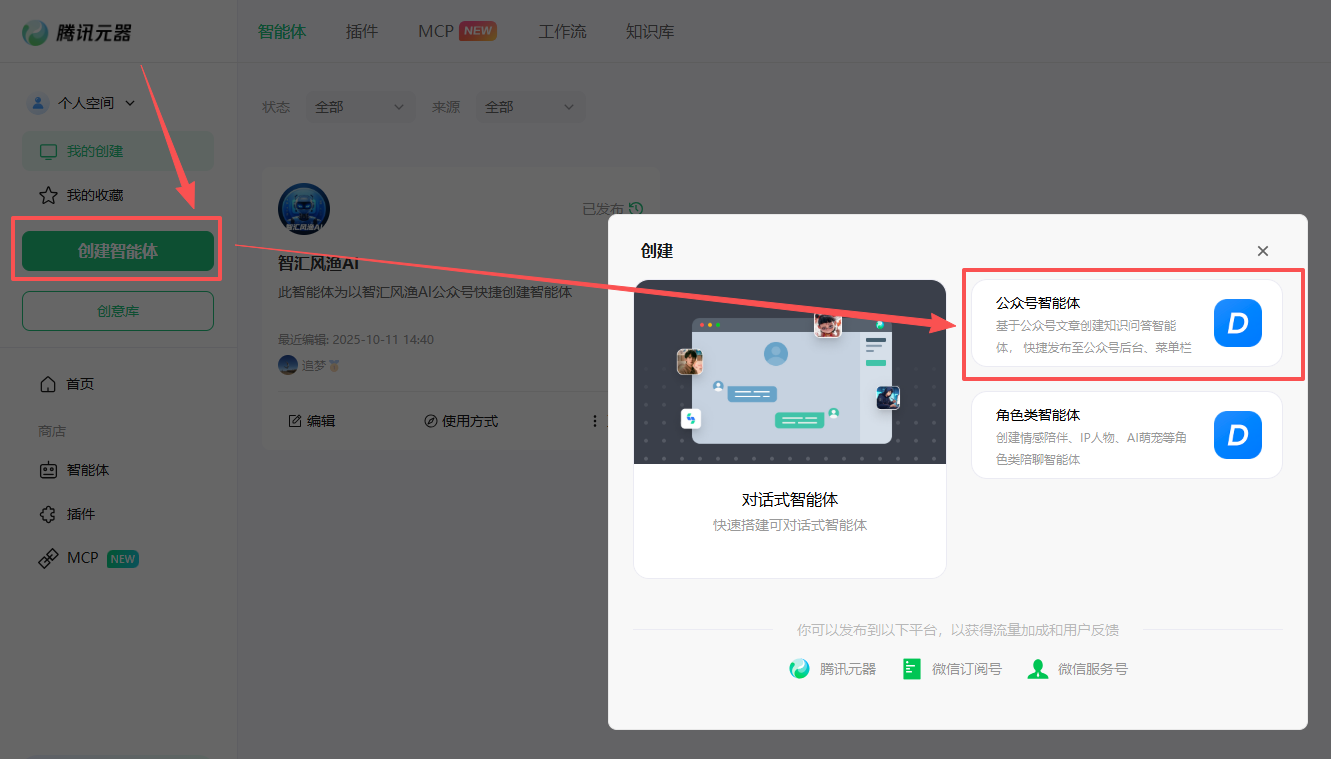 腾讯元器
智能体
插件
MCP NEW
工作流
知识库
个人空间
我的创建
我的收藏
创建智能体
创意库
首页
商店
智能体
插件
MCP NEW
状态
全部
来源
全部
已发布
智汇风渔AI
智汇风渔AI
此智能体为以智汇风渔AI公众号快捷创建智能体
最近编辑: 2025-10-11 14:40
追梦
编辑
使用方式
创建
对话式智能体
快速搭建可对话式智能体
公众号智能体
基于公众号文章创建知识问答智能
体， 快捷发布至公众号后台、菜单栏
D
角色类智能体
创建情感陪伴、IP人物、AI萌宠等角
色类陪聊智能体
D
你可以发布到以下平台，以获得流量加成和用户反馈
腾讯元器
微信订阅号
微信服务号